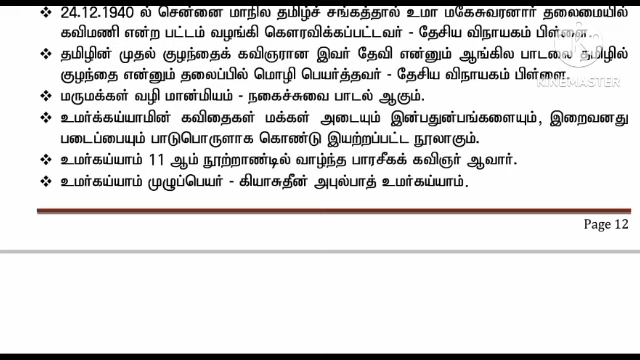 ❖ 24.12.1940 ல் சென்னை மாநில தமிழ்ச் சங்கத்தால் உமா மகேசுவரனார் தலைமையில்
கவிமணி என்ற பட்டம் வழங்கி கௌரவிக்கப்பட்டவர் - தேசிய விநாயகம் பிள்ளை.
❖ தமிழின் முதல் குழந்தைக் கவிஞரான இவர் தேவி என்னும் ஆங்கில பாடலை தமிழில்
குழந்தை என்னும் தலைப்பில் மொழி பெயர்த்தவர் - தேசிய விநாயகம் பிள்ளை.
KINEMASTER
❖ மருமக்கள் வழி மான்மியம் - நகைச்சுவை பாடல் ஆகும்.
❖ உமர்க்கய்யாமின் கவிதைகள் மக்கள் அடையும் இன்பதுன்பங்களையும், இறைவனது
படைப்பையும் பாடுபொருளாக கொண்டு இயற்றப்பட்ட நூலாகும்.
❖ உமர்கய்யாம் 11 ஆம் நூற்றாண்டில் வாழ்ந்த பாரசீகக் கவிஞர் ஆவார்.
❖ உமர்கய்யாம் முழுப்பெயர் - கியாசுதீன் அபுல்பாத் உமர்கய்யாம்.
Page 12